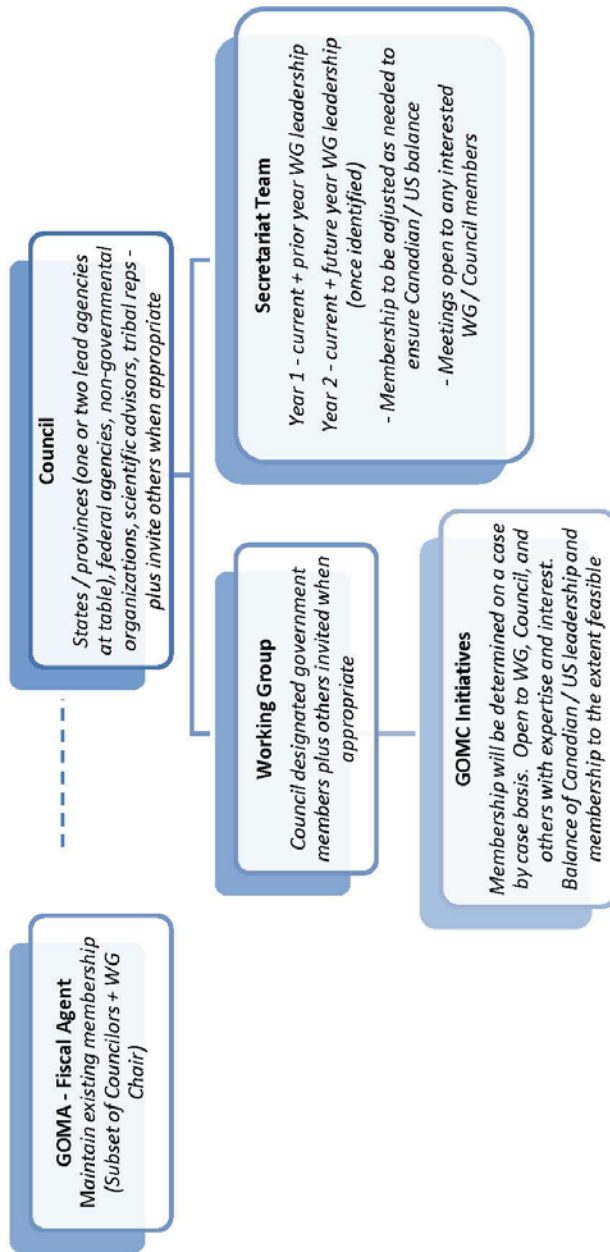 GOMA - Fiscal Agent
Maintain existing membership
(Subset of Councilors + WG
Chair)
Council
States / provinces (one or two lead agencies
at table), federal agencies, non-governmental
organizations, scientific advisors, tribal reps -
plus invite others when appropriate
Working Group
Council designated government
members plus others invited when
appropriate
Secretariat Team
Year 1 - current + prior year WG leadership
Year 2 - current + future year WG leadership
(once identified)
- Membership to be adjusted as needed to
ensure Canadian / US balance
- Meetings open to any interested
WG / Council members
GOMC Initiatives
Membership will be determined on a case
by case basis. Open to WG, Council, and
others with expertise and interest.
Balance of Canadian / US leadership and
membership to the extent feasible